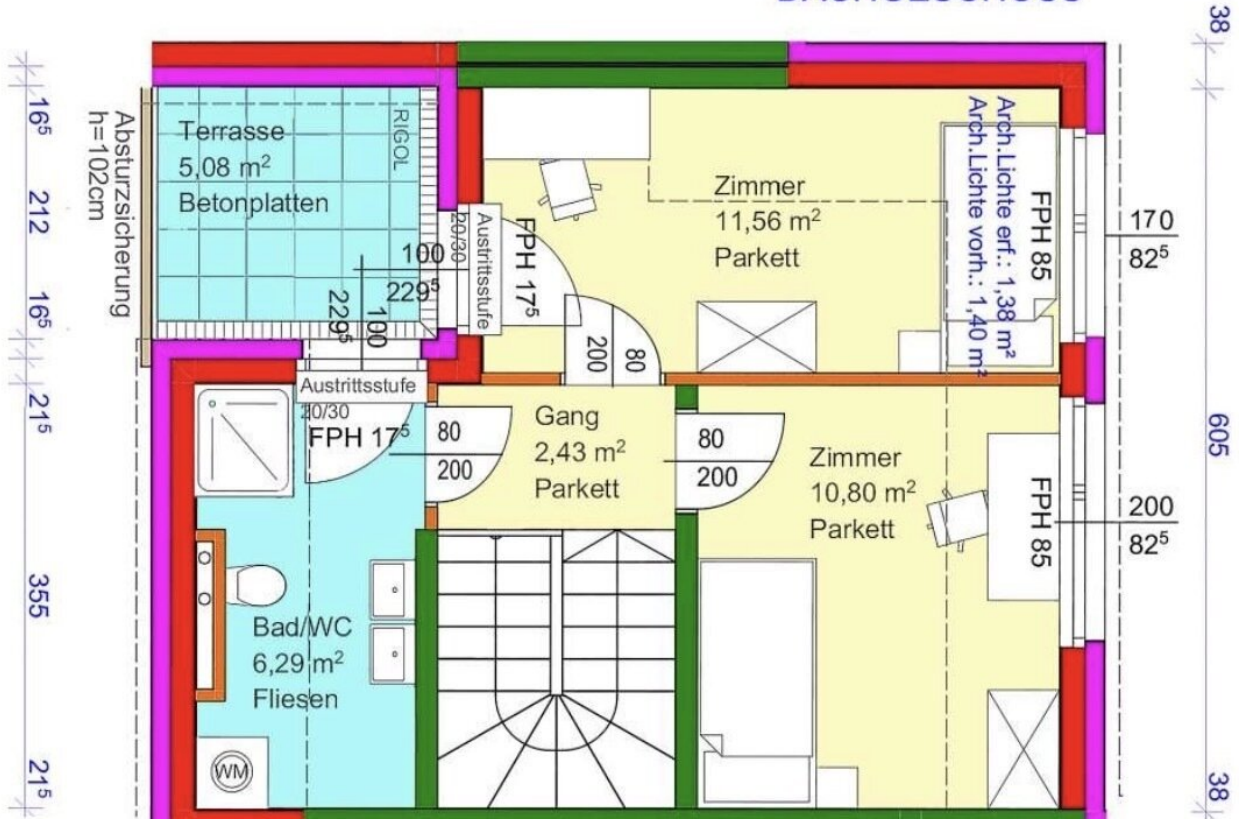 38
16⁵
212
16⁵
21⁵
355
21⁵
Absturzsicherung
h=102cm
Terrasse
5,08 m²
Betonplatten
RIGOL
100
229⁵
100
229⁵
Austrittsstufe
20/30
FPH 17⁵
Austrittsstufe
20/30
FPH 17⁵
Zimmer
11,56 m²
Parkett
Arch.Lichte erf.: 1,38 m²
Arch.Lichte vorh.: 1,40 m²
FPH 85
170
82⁵
80
200
80
200
Gang
2,43 m²
Parkett
80
200
Zimmer
10,80 m²
Parkett
FPH 85
200
82⁵
605
Bad/WC
6,29 m²
Fliesen
WM
38